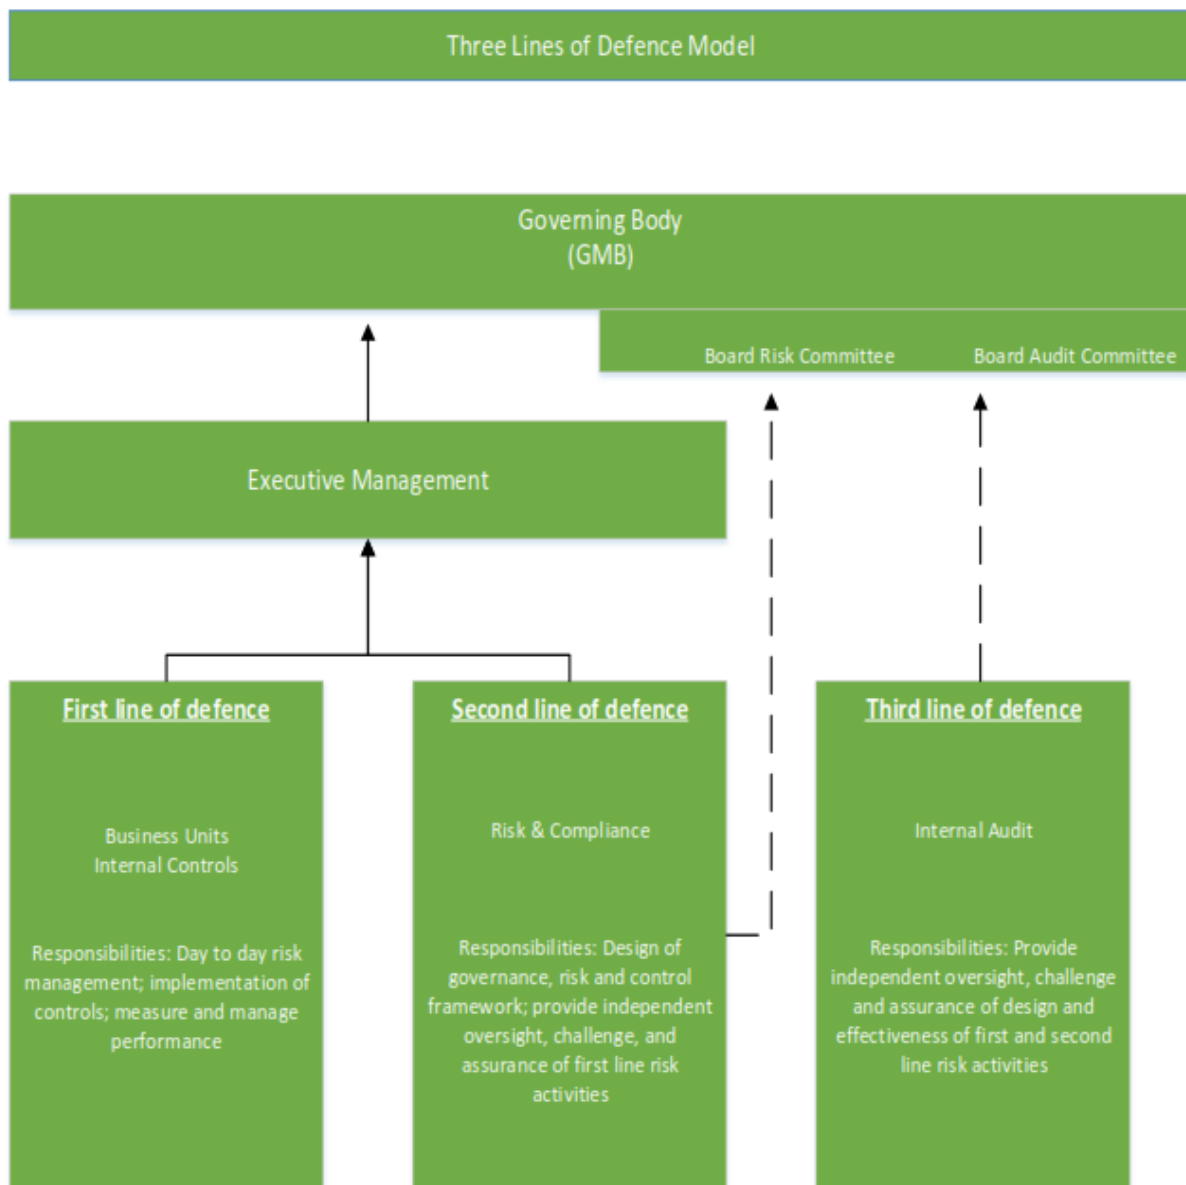 Three Lines of Defence Model
Governing Body
(GMB)
Board Risk Committee
Board Audit Committee
Executive Management
First line of defence
Business Units
Internal Controls
Responsibilities: Day to day risk
management; implementation of
controls; measure and manage
performance
Second line of defence
Risk & Compliance
Responsibilities: Design of
governance, risk and control
framework; provide independent
oversight, challenge, and
assurance of first line risk
activities
Third line of defence
Internal Audit
Responsibilities: Provide
independent oversight, challenge
and assurance of design and
effectiveness of first and second
line risk activities